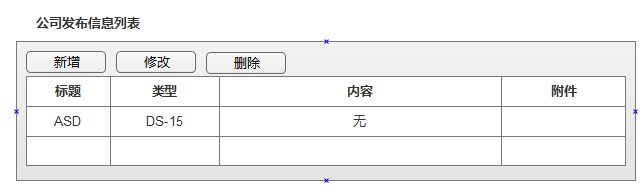 公司发布信息列表
新增 修改 删除
标题 类型 内容 附件
ASD DS-15 无